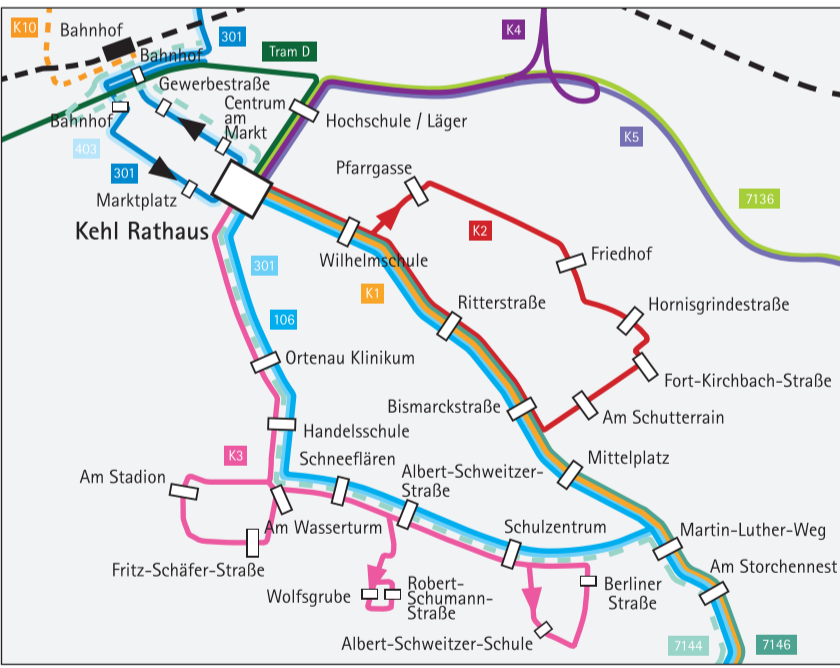 K10
Bahnhof
301
K4
Bahnhof
Tram D
Gewerbestraße
Centrum
am
Markt
Bahnhof
Hochschule / Läger
K5
403
301
Pfarrgasse
Marktplatz
7136
Kehl Rathaus
K2
Friedhof
Wilhelmschule
301
K1
Ritterstraße
Hornisgrindestraße
106
Ortenau Klinikum
Fort-Kirchbach-Straße
Bismarckstraße
Am Schutterrain
Handelsschule
K3
Schneeflären
Mittelplatz
Albert-Schweitzer-
Straße
Am Stadion
Am Wasserturm
Schulzentrum
Martin-Luther-Weg
Am Storchennest
Fritz-Schäfer-Straße
Wolfsgrube
Robert-
Schumann-
Straße
Berliner
Straße
Albert-Schweitzer-Schule
7144
7146